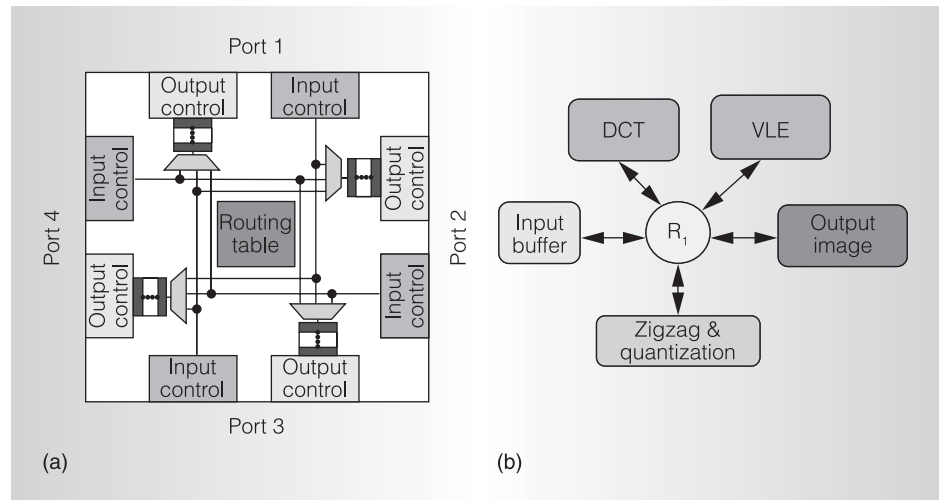 Port 1
Output
control
Input
control
Input
control
Output
control
Port 4
Routing
table
Port 2
Output
control
Input
control
Input
control
Output
control
Port 3
(a)
DCT
VLE
Input
buffer
R1
Output
image
Zigzag &
quantization
(b)